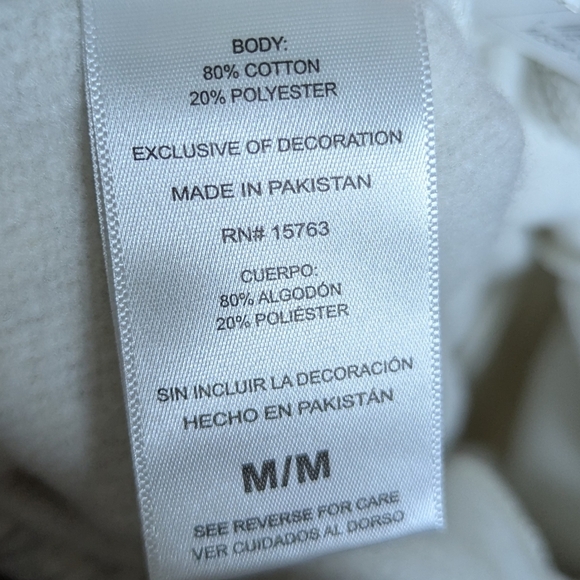 BODY:
80% COTTON
20% POLYESTER
EXCLUSIVE OF DECORATION
MADE IN PAKISTAN
RN# 15763
CUERPO:
80% ALGODÓN
20% POLIÉSTER
SIN INCLUIR LA DECORACIÓN
HECHO EN PAKISTÁN
M/M
SEE REVERSE FOR CARE
VER CUIDADOS AL DORSO